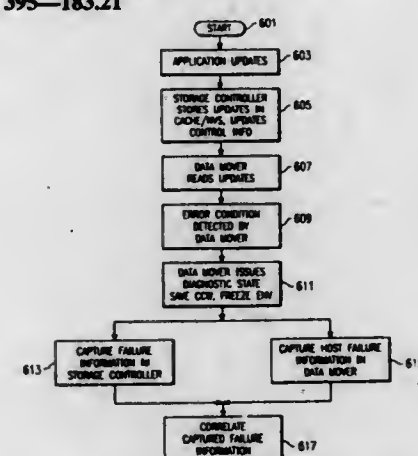 395—183.21
START
601
APPLICATION UPDATES
603
STORAGE CONTROLLER
STORES UPDATES IN
CACHE/NVS, UPDATES
CONTROL INFO
605
DATA MOVER
READS UPDATES
607
ERROR CONDITION
DETECTED BY
DATA MOVER
609
DATA MOVER ISSUES
DIAGNOSTIC STATE
SAVE CCW, FREEZE ENV
611
613
CAPTURE FAILURE
INFORMATION IN
STORAGE CONTROLLER
CAPTURE HOST FAILURE
INFORMATION IN
DATA MOVER
61
CORRELATE
CAPTURED FAILURE
INFORMATION
617